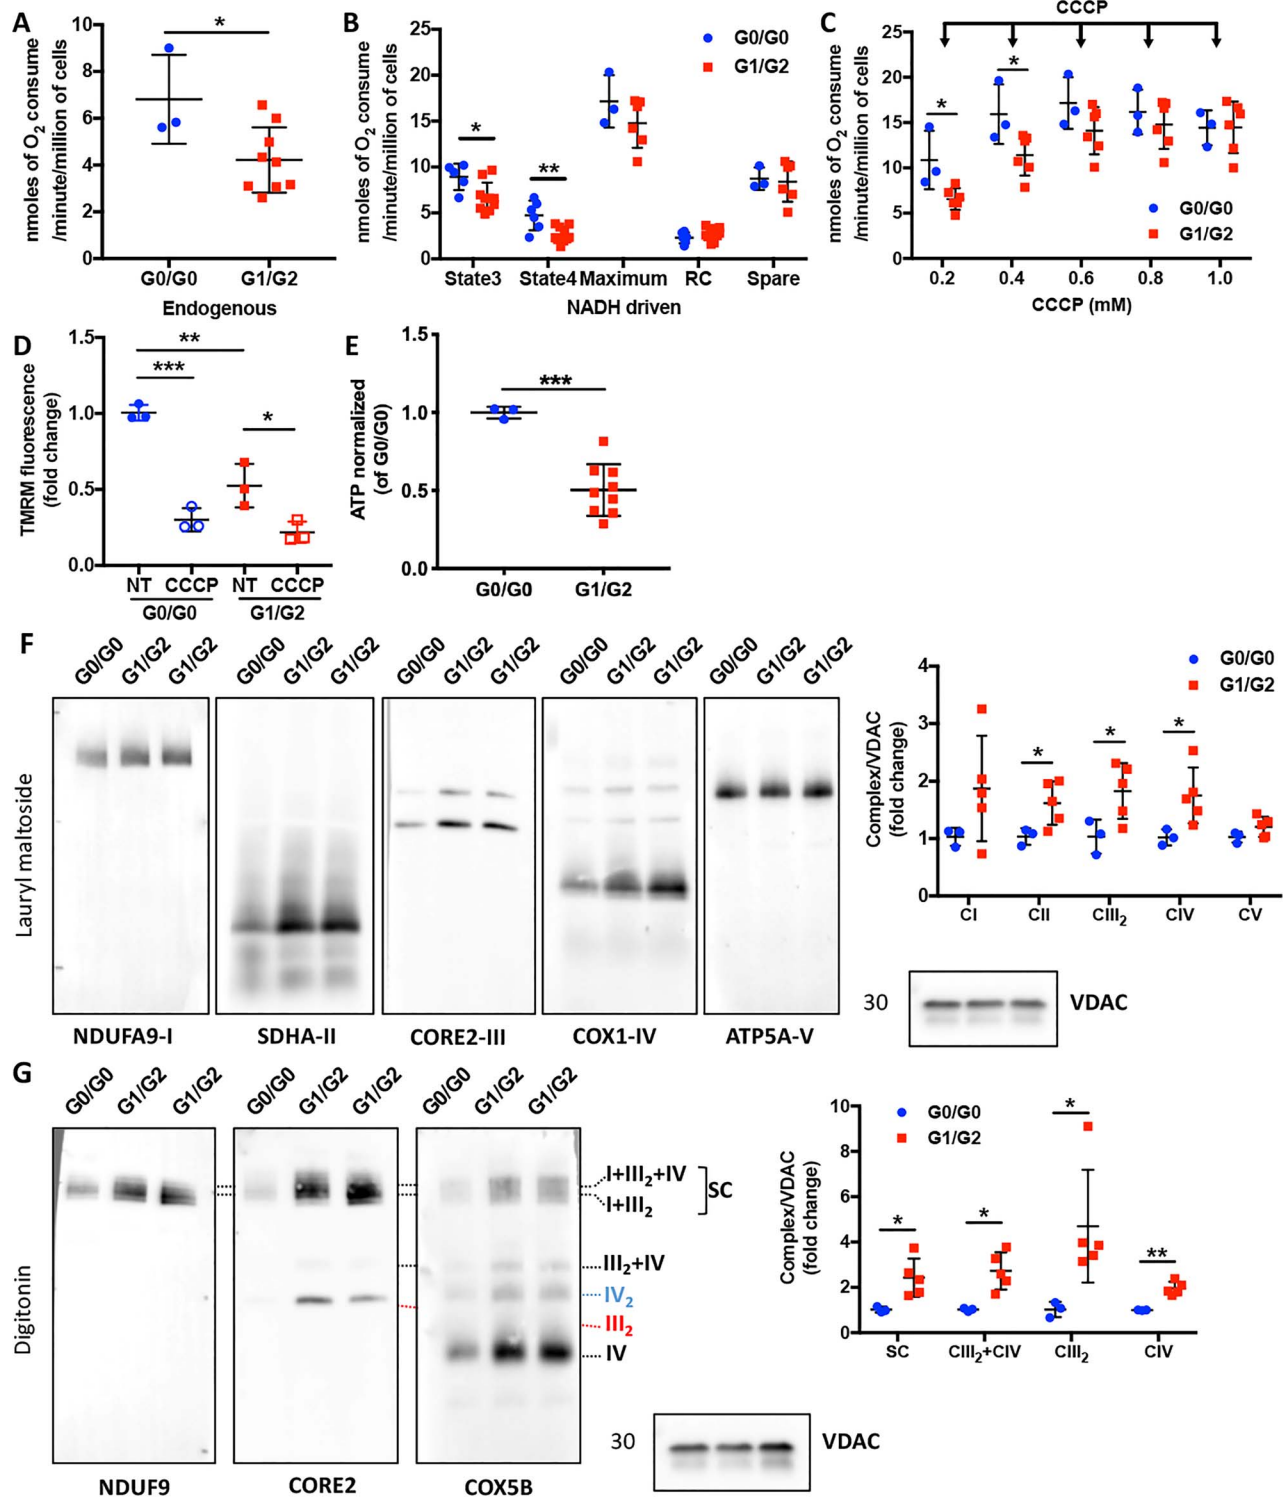 A
nmoles of O2 consume
/minute/million of cells
10
8
6
4
2
0
*
G0/G0
G1/G2
Endogenous
B
nmoles of O2 consume
/minute/million of cells
25
20
15
10
5
0
*
**
G0/G0
G1/G2
State3
State4
Maximum
RC
Spare
NADH driven
C
CCCP
nmoles of O2 consume
/minute/million of cells
25
20
15
10
5
0
*
*
G0/G0
G1/G2
0.2
0.4
0.6
0.8
1.0
CCCP (mM)
D
TMRM fluorescence
(fold change)
1.5
1.0
0.5
0.0
**
***
*
NT
CCCP
NT
CCCP
G0/G0
G1/G2
E
ATP normalized
(of G0/G0)
1.5
1.0
0.5
0.0
***
G0/G0
G1/G2
F
Lauryl maltoside
G0/G0 G1/G2 G1/G2
G0/G0 G1/G2 G1/G2
G0/G0 G1/G2 G1/G2
G0/G0 G1/G2 G1/G2
G0/G0 G1/G2 G1/G2
NDUFA9-I
SDHA-II
CORE2-III
COX1-IV
ATP5A-V
Complex/VDAC
(fold change)
4
3
2
1
0
G0/G0
G1/G2
*
*
*
CI
CII
CIII2
CIV
CV
30
VDAC
G
Digitonin
G0/G0 G1/G2 G1/G2
G0/G0 G1/G2 G1/G2
G0/G0 G1/G2 G1/G2
I+III2+IV
I+III2
SC
III2+IV
IV2
III2
IV
NDUF9
CORE2
COX5B
Complex/VDAC
(fold change)
10
8
6
4
2
0
G0/G0
G1/G2
*
*
*
**
SC
CIII2+CIV
CIII2
CIV
30
VDAC